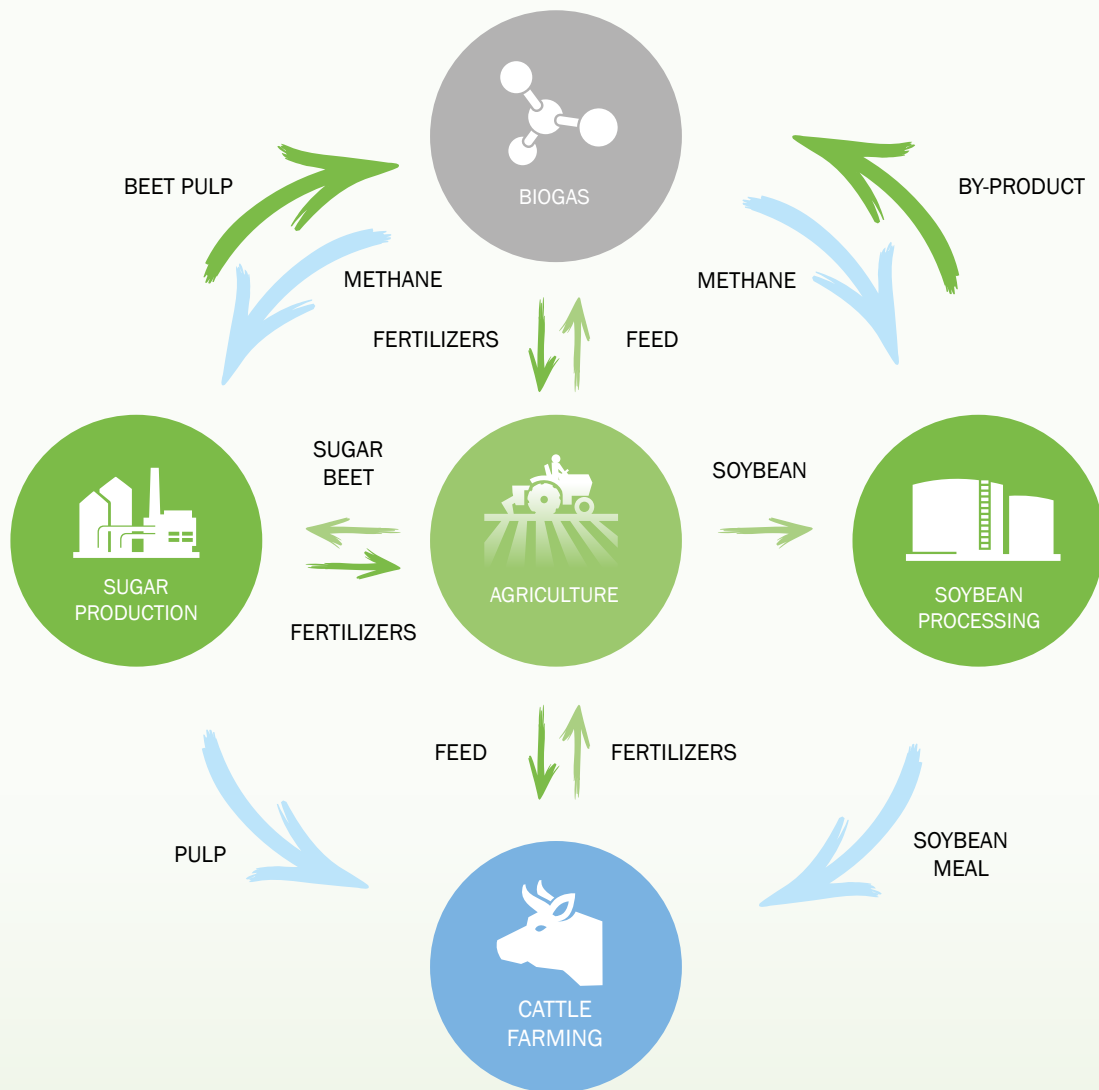 BIOGAS
BEET PULP
BY-PRODUCT
METHANE
METHANE
FERTILIZERS
FEED
SUGAR
BEET
SOYBEAN
SUGAR
PRODUCTION
AGRICULTURE
SOYBEAN
PROCESSING
FERTILIZERS
FEED
FERTILIZERS
PULP
SOYBEAN
MEAL
CATTLE
FARMING